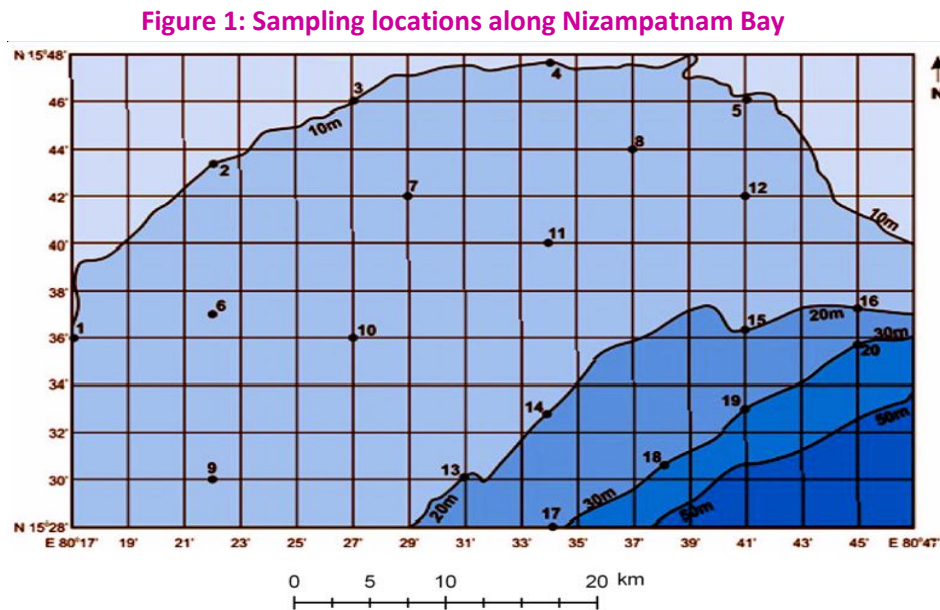 Figure 1: Sampling locations along Nizampatnam Bay
N 15°48'
4
3
46'
5
N
10m
44'
8
2
42'
7
12
10m
40'
11
38'
6
16
20m
1
36'
10
15
30m
20
34'
14
19
50m
32'
18
9
13
30'
20m
30m
50m
17
N 15°28'
E 80°17' 19' 21' 23' 25' 27' 29' 31' 33' 35' 37' 39' 41' 43' 45' E 80°47'
0 5 10 20 km